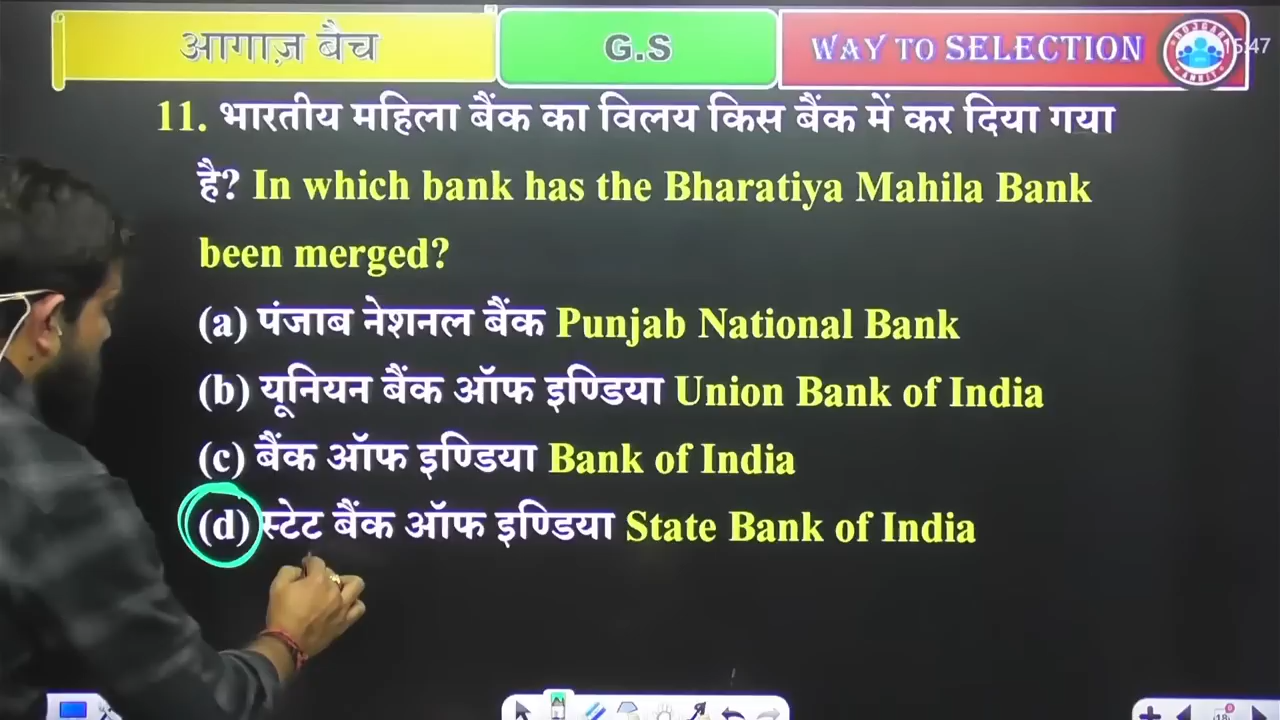 आगाज़ बैच
G.S
WAY TO SELECTION
15:47
11. भारतीय महिला बैंक का विलय किस बैंक में कर दिया गया
है? In which bank has the Bharatiya Mahila Bank
been merged?
(a) पंजाब नेशनल बैंक Punjab National Bank
(b) यूनियन बैंक ऑफ इण्डिया Union Bank of India
(c) बैंक ऑफ इण्डिया Bank of India
(d) स्टेट बैंक ऑफ इण्डिया State Bank of India